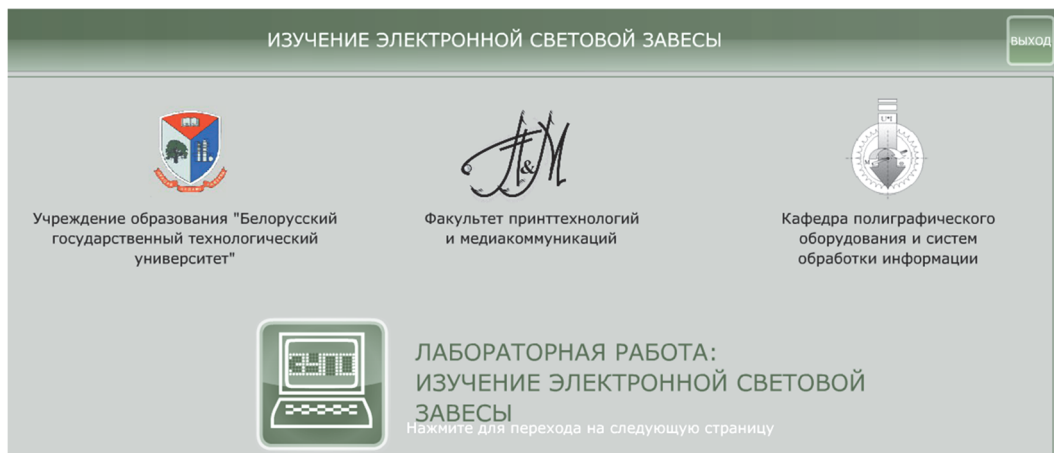 ИЗУЧЕНИЕ ЭЛЕКТРОННОЙ СВЕТОВОЙ ЗАВЕСЫ
ВЫХОД
П&М
Учреждение образования "Белорусский
государственный технологический
университет"
Факультет принттехнологий
и медиакоммуникаций
Кафедра полиграфического
оборудования и систем
обработки информации
ЭУПО
ЛАБОРАТОРНАЯ РАБОТА:
ИЗУЧЕНИЕ ЭЛЕКТРОННОЙ СВЕТОВОЙ
ЗАВЕСЫ
Нажмите для перехода на следующую страницу